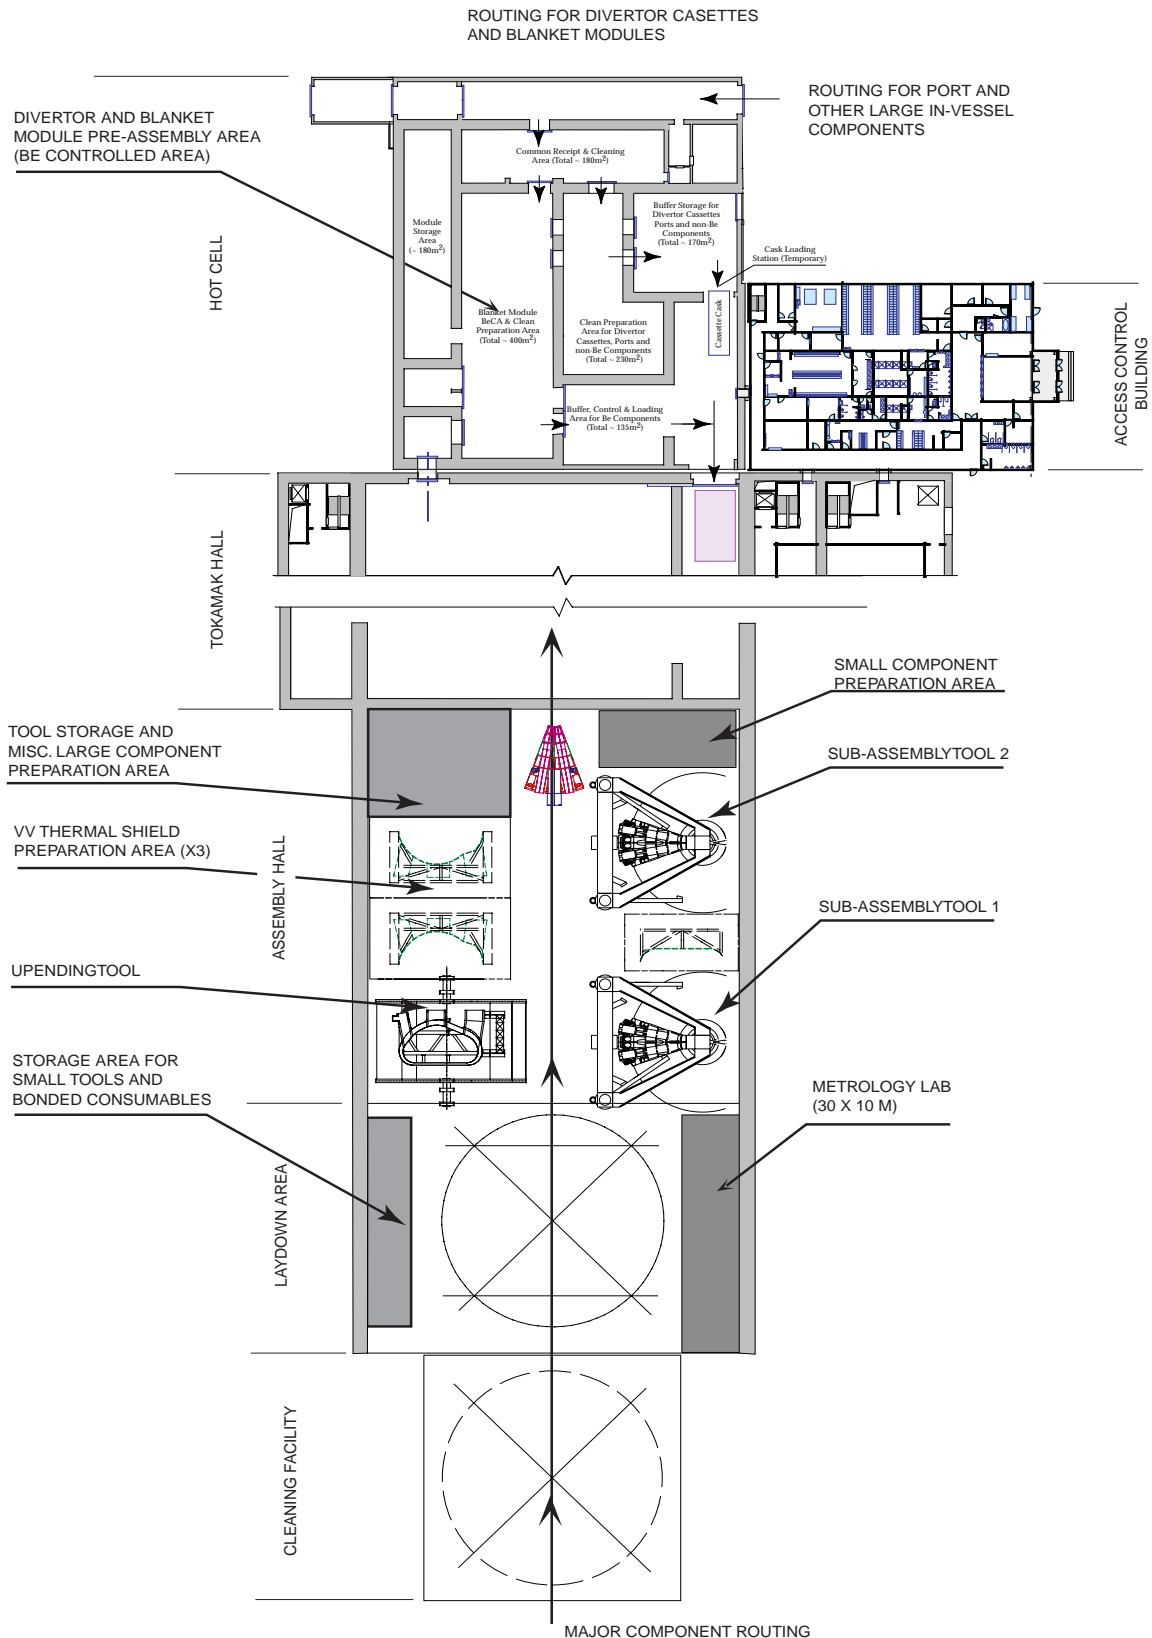 ROUTING FOR DIVERTOR CASETTES
AND BLANKET MODULES
ROUTING FOR PORT AND
OTHER LARGE IN-VESSEL
COMPONENTS
DIVERTOR AND BLANKET
MODULE PRE-ASSEMBLY AREA
(BE CONTROLLED AREA)
Common Receipt & Cleaning
Area (Total ~ 180m²)
Module
Storage
Area
(~ 180m²)
Buffer Storage for
Divertor Cassettes
Ports and non-Be
Components
(Total ~ 170m²)
Cask Loading
Station (Temporary)
Cassette Cask
Blanket Module
BeCA & Clean
Preparation Area
(Total ~ 400m²)
Clean Preparation
Area for Divertor
Cassettes, Ports and
non-Be Components
(Total ~ 230m²)
Buffer, Control & Loading
Area for Be Components
(Total ~ 135m²)
HOT CELL
ACCESS CONTROL
BUILDING
TOKAMAK HALL
SMALL COMPONENT
PREPARATION AREA
TOOL STORAGE AND
MISC. LARGE COMPONENT
PREPARATION AREA
SUB-ASSEMBLYTOOL 2
VV THERMAL SHIELD
PREPARATION AREA (X3)
ASSEMBLY HALL
SUB-ASSEMBLYTOOL 1
UPENDINGTOOL
STORAGE AREA FOR
SMALL TOOLS AND
BONDED CONSUMABLES
METROLOGY LAB
(30 X 10 M)
LAYDOWN AREA
CLEANING FACILITY
MAJOR COMPONENT ROUTING